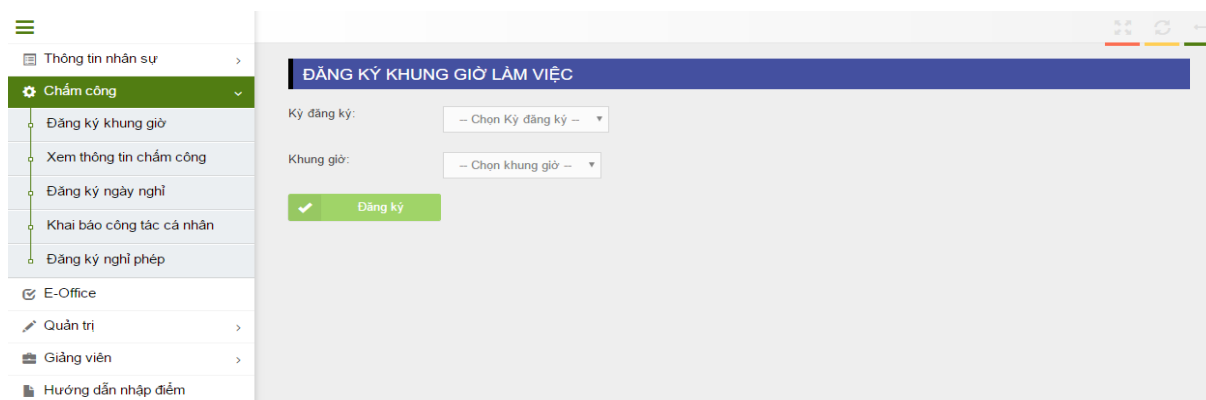 Thông tin nhân sự
Chấm công
Đăng ký khung giờ
Xem thông tin chấm công
Đăng ký ngày nghỉ
Khai báo công tác cá nhân
Đăng ký nghỉ phép
E-Office
Quản trị
Giảng viên
Hướng dẫn nhập điểm
ĐĂNG KÝ KHUNG GIỜ LÀM VIỆC
Kỳ đăng ký:
-- Chọn Kỳ đăng ký --
Khung giờ:
-- Chọn khung giờ --
Đăng ký